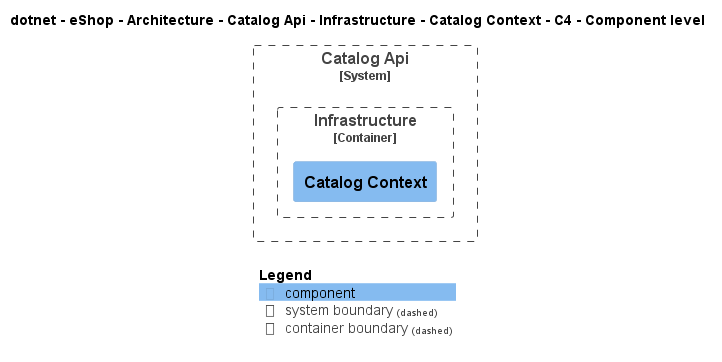 dotnet - eShop - Architecture - Catalog Api - Infrastructure - Catalog Context - C4 - Component level
Catalog Api
[System]
Infrastructure
[Container]
Catalog Context
Legend
component
system boundary (dashed)
container boundary (dashed)